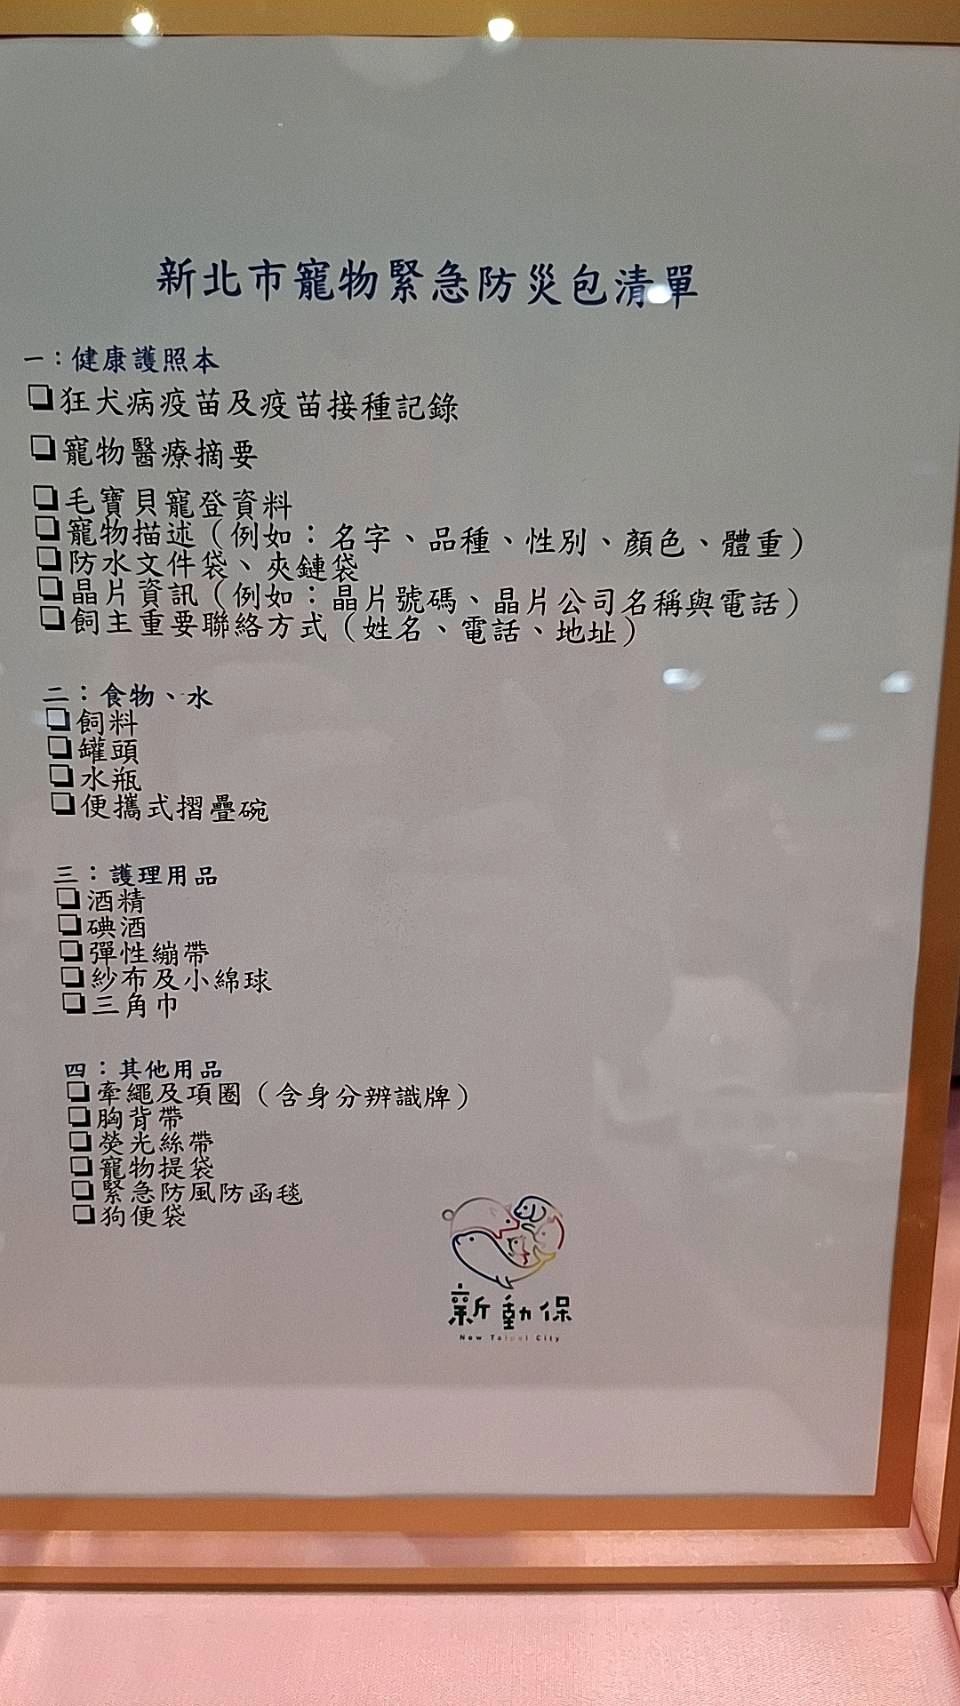 新北市寵物緊急防災包清單
一：健康護照本
❏狂犬病疫苗及疫苗接種記錄
❏寵物醫療摘要
❏毛寶貝寵登資料
❏寵物描述（例如：名字、品種、性別、顏色、體重）
❏防水文件袋、夾鏈袋
❏晶片資訊（例如：晶片號碼、晶片公司名稱與電話）
❏飼主重要聯絡方式（姓名、電話、地址）
二：食物、水
❏飼料
❏罐頭
❏水瓶
❏便攜式摺疊碗
三：護理用品
❏酒精
❏碘酒
❏彈性繃帶
❏紗布及小綿球
❏三角巾
四：其他用品
❏牽繩及項圈（含身分辨識牌）
❏胸背帶
❏熒光絲帶
❏寵物提袋
❏緊急防風防函毯
❏狗便袋
新動保
New Taipei City